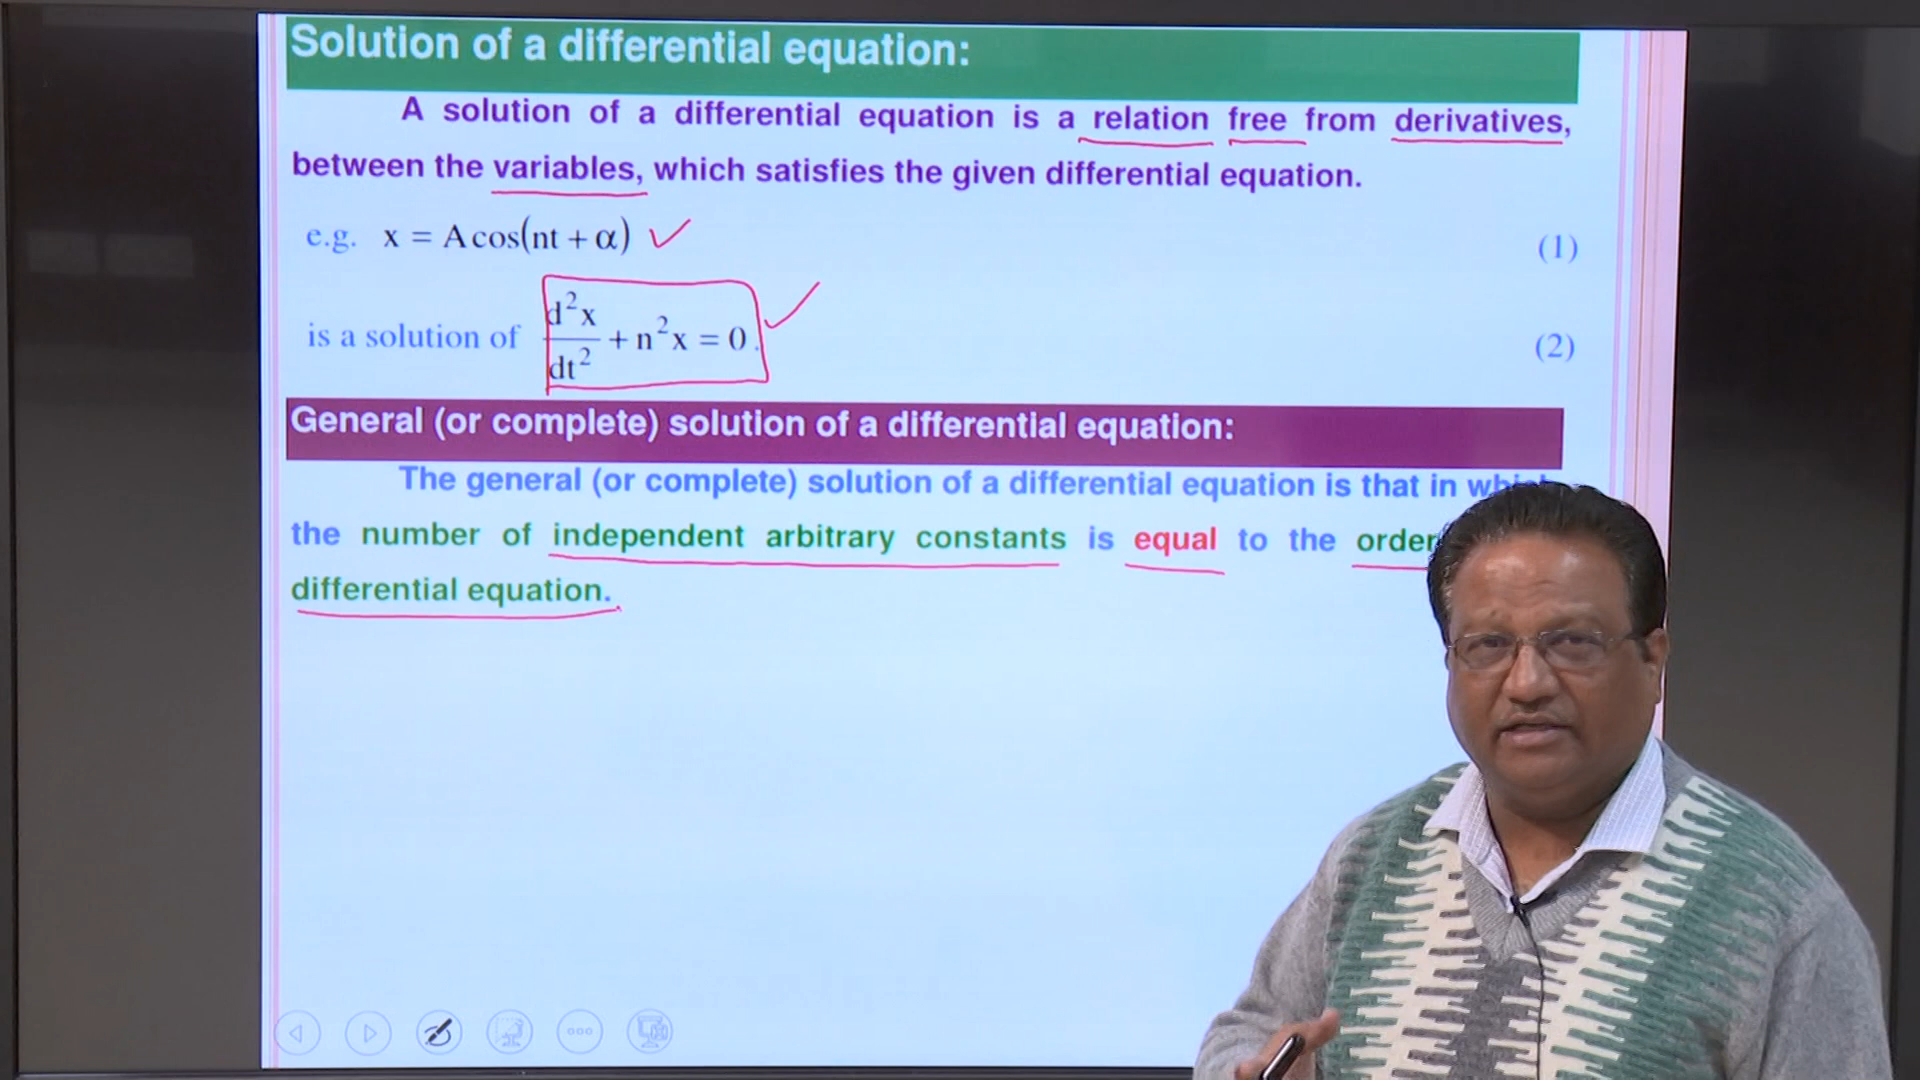 Solution of a differential equation:
A solution of a differential equation is a relation free from derivatives,
between the variables, which satisfies the given differential equation.
e.g. x = A cos(nt + α) (1)
is a solution of d²x/dt² + n²x = 0. (2)
General (or complete) solution of a differential equation:
The general (or complete) solution of a differential equation is that in
the number of independent arbitrary constants is equal to the order
differential equation.